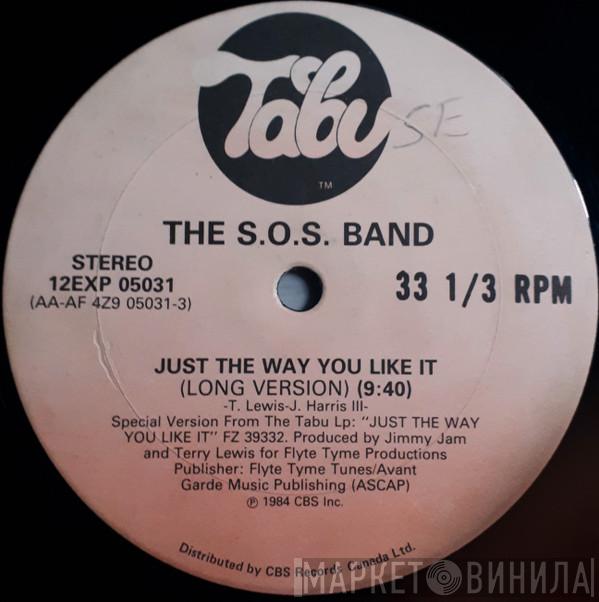 Tabu
TM
SE
THE S.O.S. BAND
STEREO
12EXP 05031
(AA-AF 4Z9 05031-3)
33 1/3 RPM
JUST THE WAY YOU LIKE IT
(LONG VERSION) (9:40)
-T. Lewis-J. Harris III-
Special Version From The Tabu Lp: "JUST THE WAY
YOU LIKE IT" FZ 39332. Produced by Jimmy Jam
and Terry Lewis for Flyte Tyme Productions
Publisher: Flyte Tyme Tunes/Avant
Garde Music Publishing (ASCAP)
℗ 1984 CBS Inc.
Distributed by CBS Records Canada Ltd.
МАРКЕТ ВИНИЛА